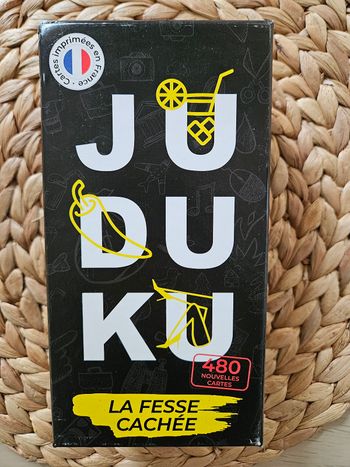 Cartes imprimées en France
JU
DU
KU
480
NOUVELLES
CARTES
LA FESSE
CACHÉE